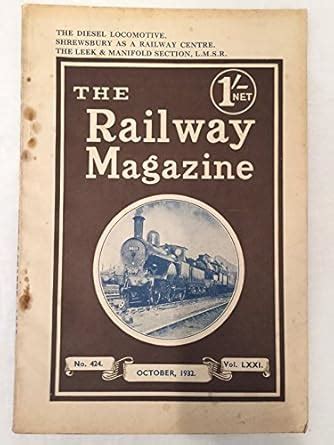 THE DIESEL LOCOMOTIVE.
SHREWSBURY AS A RAILWAY CENTRE.
THE LEEK & MANIFOLD SECTION, L.M.S.R.
THE
1/-
NET
Railway
Magazine
No. 424.
OCTOBER, 1932.
Vol. LXXI.